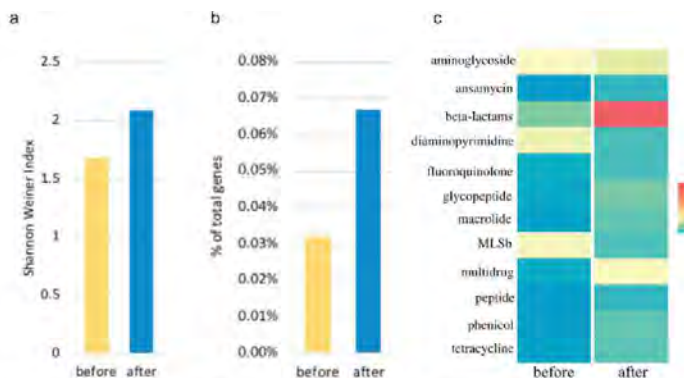 a
b
c
2.5
2
1.5
1
0.5
0
Shannon Weiner Index
before
after
0.08%
0.07%
0.06%
0.05%
0.04%
0.03%
0.02%
0.01%
0.00%
% of total genes
before
after
aminoglycoside
ansamycin
beta-lactams
diaminopyrimidine
fluoroquinolone
glycopeptide
macrolide
MLSb
multidrug
peptide
phenicol
tetracycline
before
after